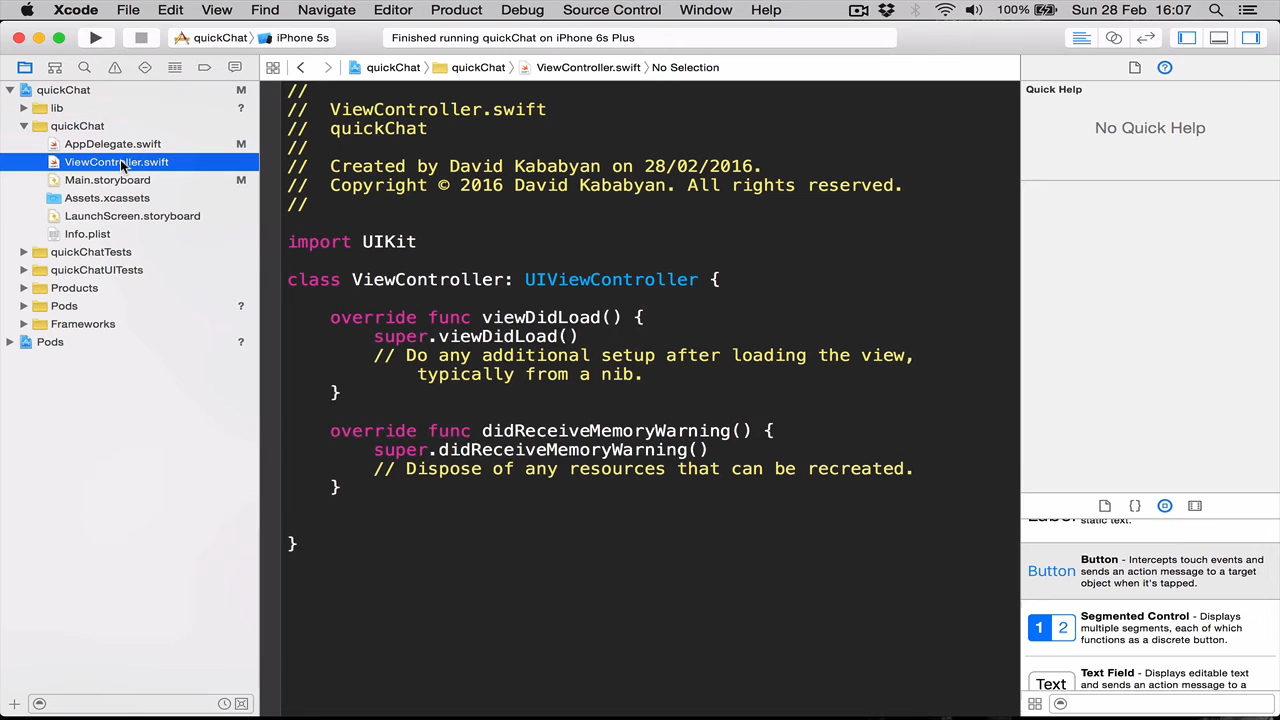 Xcode File Edit View Find Navigate Editor Product Debug Source Control Window Help 100% Sun 28 Feb 16:07
quickChat iPhone 5s Finished running quickChat on iPhone 6s Plus
quickChat quickChat ViewController.swift No Selection
quickChat M
lib ?
quickChat
AppDelegate.swift M
ViewController.swift
Main.storyboard M
Assets.xcassets
LaunchScreen.storyboard
Info.plist
quickChatTests
quickChatUITests
Products
Pods ?
Frameworks
Pods ?
//
// ViewController.swift
// quickChat
//
// Created by David Kababyan on 28/02/2016.
// Copyright © 2016 David Kababyan. All rights reserved.
//
import UIKit
class ViewController: UIViewController {
override func viewDidLoad() {
super.viewDidLoad()
// Do any additional setup after loading the view,
typically from a nib.
}
override func didReceiveMemoryWarning() {
super.didReceiveMemoryWarning()
// Dispose of any resources that can be recreated.
}
}
Quick Help
No Quick Help
Label static text.
Button
Button - Intercepts touch events and
sends an action message to a target
object when it's tapped.
1 2
Segmented Control - Displays
multiple segments, each of which
functions as a discrete button.
Text
Text Field - Displays editable text
and sends an action message to a